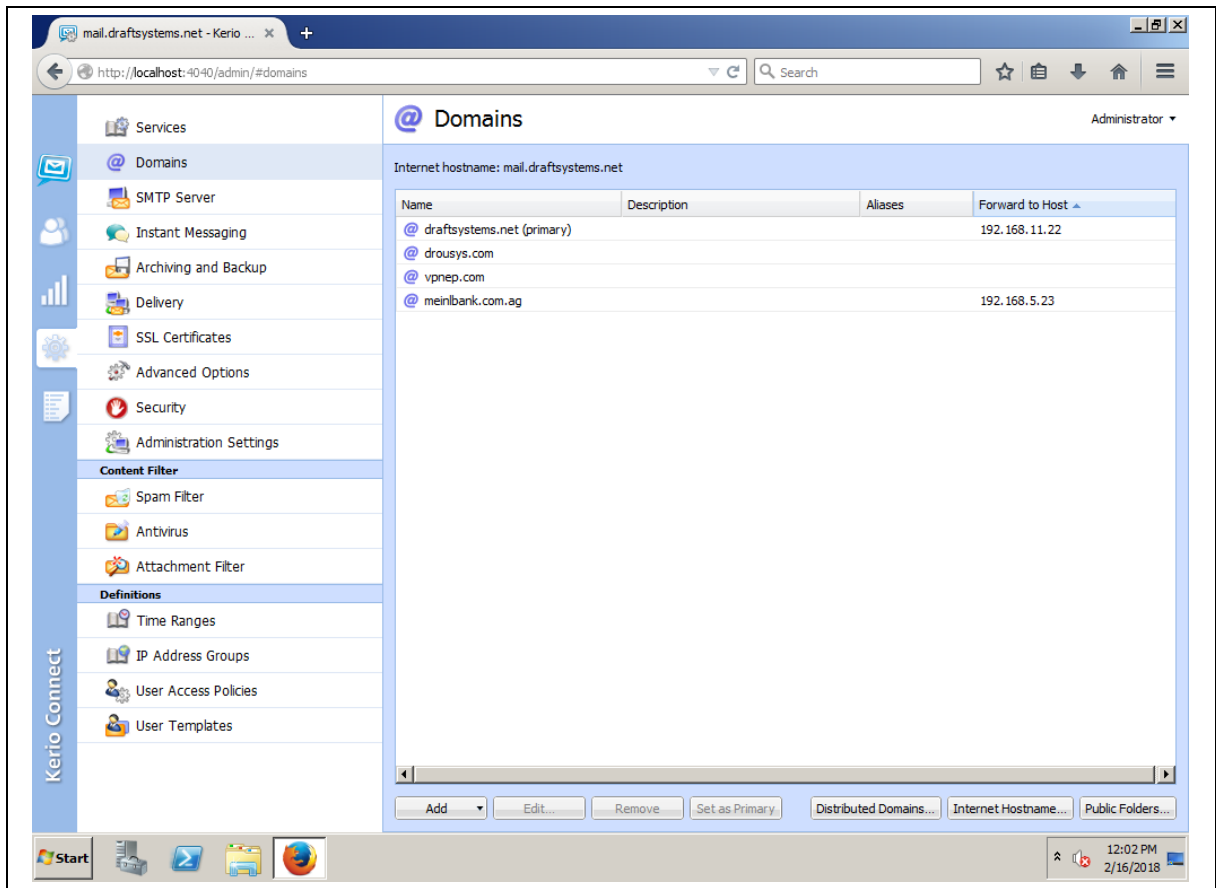 mail.draftsystems.net - Kerio ...
http://localhost:4040/admin/#domains
Search
Services
Domains
SMTP Server
Instant Messaging
Archiving and Backup
Delivery
SSL Certificates
Advanced Options
Security
Administration Settings
Content Filter
Spam Filter
Antivirus
Attachment Filter
Definitions
Time Ranges
IP Address Groups
User Access Policies
User Templates
Kerio Connect
Domains
Administrator
Internet hostname: mail.draftsystems.net
Name Description Aliases Forward to Host
draftsystems.net (primary) 192.168.11.22
drousys.com
vpnep.com
meinlbank.com.ag 192.168.5.23
Add Edit... Remove Set as Primary Distributed Domains... Internet Hostname... Public Folders...
Start
12:02 PM
2/16/2018